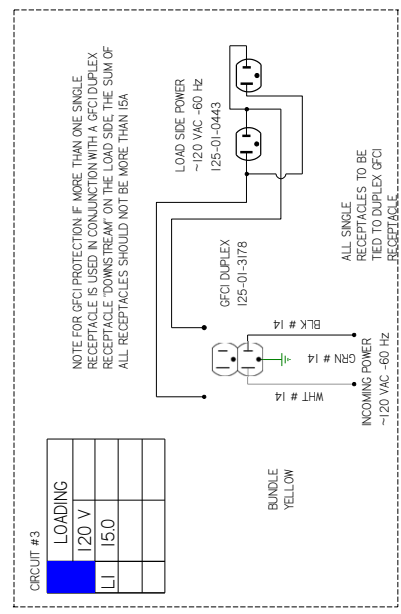 CIRCUIT #3
LOADING
120 V
L1 15.0
NOTE FOR GFCI PROTECTION: IF MORE THAN ONE SINGLE
RECEPTACLE IS USED IN CONJUNCTION WITH A GFCI DUPLEX
RECEPTACLE "DOWNSTREAM" ON THE LOAD SIDE, THE SUM OF
ALL RECEPTACLES SHOULD NOT BE MORE THAN 15A
LOAD SIDE POWER
~120 VAC -60 Hz
125-01-0443
GFCI DUPLEX
125-01-3178
BUNDLE
YELLOW
WHT # 14
GRN # 14
BLK # 14
INCOMING POWER
~120 VAC -60 Hz
ALL SINGLE
RECEPTACLES TO BE
TIED TO DUPLEX GFCI
RECEPTACLE